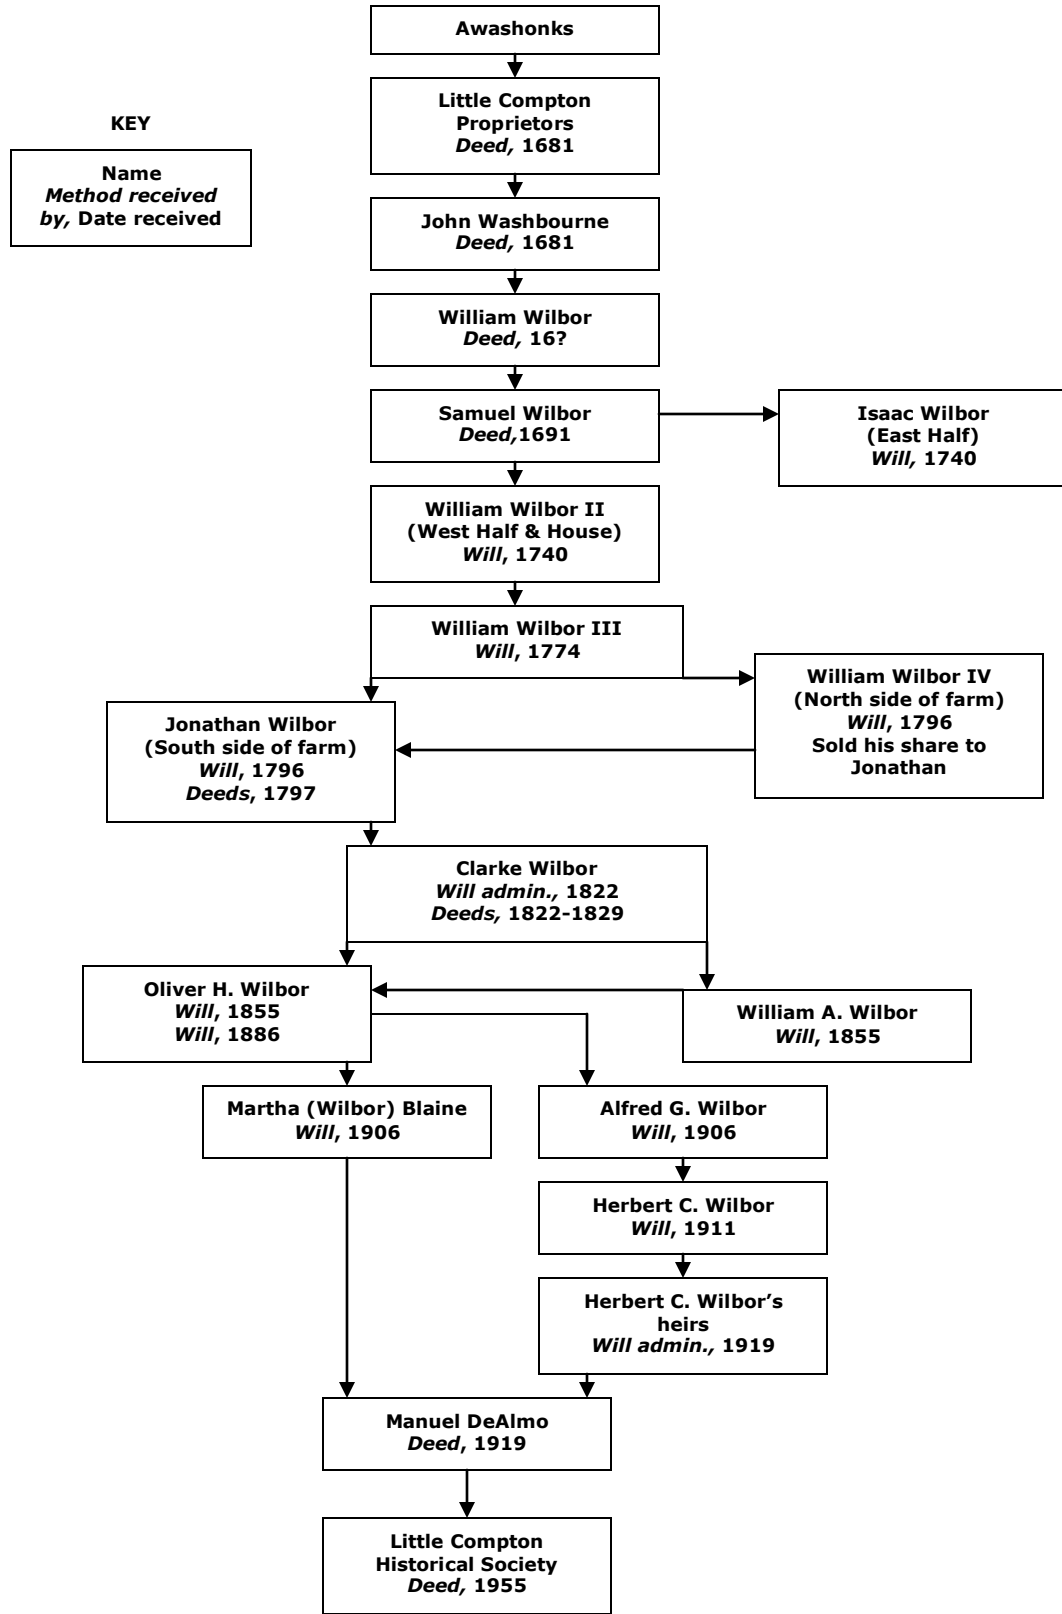 Awashonks
Little Compton
Proprietors
Deed, 1681
KEY
Name
Method received
by, Date received
John Washbourne
Deed, 1681
William Wilbor
Deed, 16?
Samuel Wilbor
Deed,1691
Isaac Wilbor
(East Half)
Will, 1740
William Wilbor II
(West Half & House)
Will, 1740
William Wilbor III
Will, 1774
William Wilbor IV
(North side of farm)
Will, 1796
Sold his share to
Jonathan
Jonathan Wilbor
(South side of farm)
Will, 1796
Deeds, 1797
Clarke Wilbor
Will admin., 1822
Deeds, 1822-1829
Oliver H. Wilbor
Will, 1855
Will, 1886
William A. Wilbor
Will, 1855
Martha (Wilbor) Blaine
Will, 1906
Alfred G. Wilbor
Will, 1906
Herbert C. Wilbor
Will, 1911
Herbert C. Wilbor’s
heirs
Will admin., 1919
Manuel DeAlmo
Deed, 1919
Little Compton
Historical Society
Deed, 1955